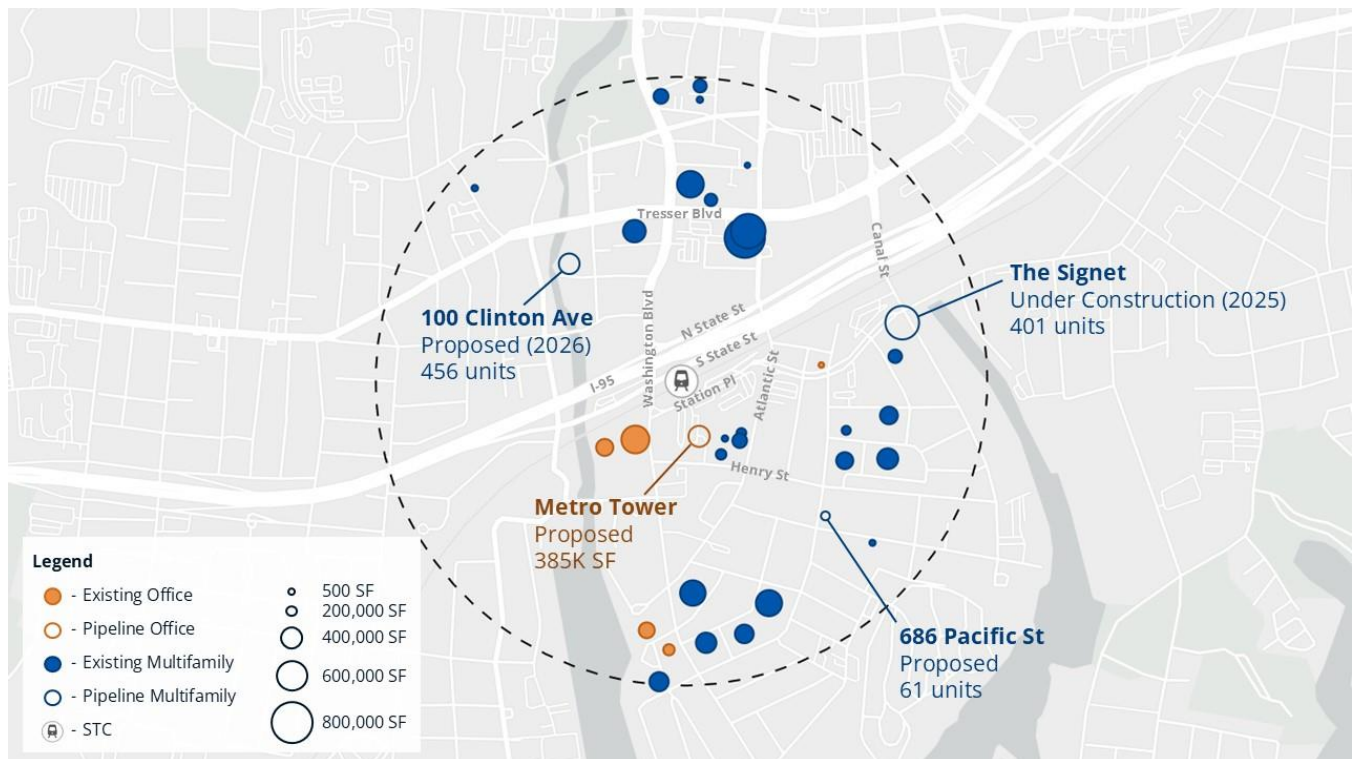 Tresser Blvd
Canal St
The Signet
Under Construction (2025)
401 units
100 Clinton Ave
Proposed (2026)
456 units
Washington Blvd
N State St
S State St
I-95
Station Pl
Atlantic St
Henry St
Metro Tower
Proposed
385K SF
686 Pacific St
Proposed
61 units
Legend
- Existing Office
- Pipeline Office
- Existing Multifamily
- Pipeline Multifamily
- STC
500 SF
200,000 SF
400,000 SF
600,000 SF
800,000 SF